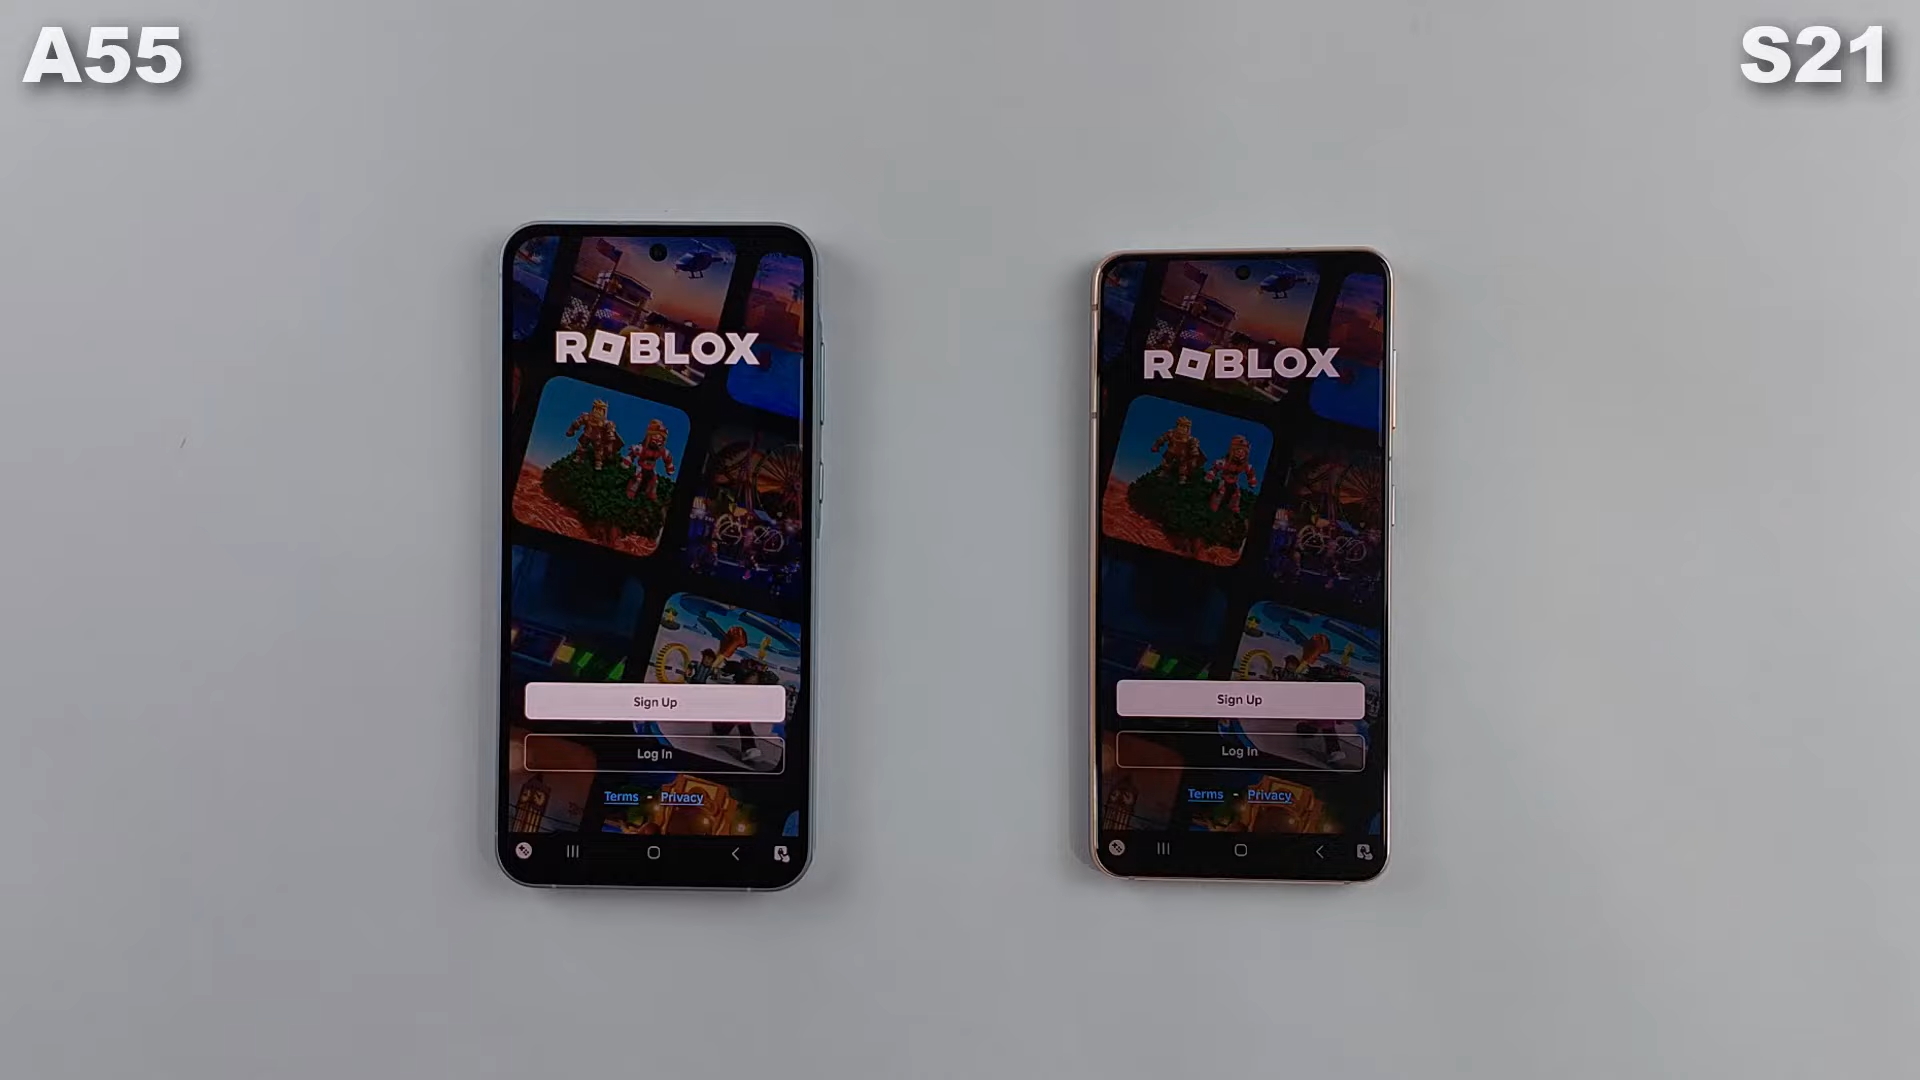 A55
S21
ROBLOX
Sign Up
Log In
Terms - Privacy
ROBLOX
Sign Up
Log In
Terms - Privacy